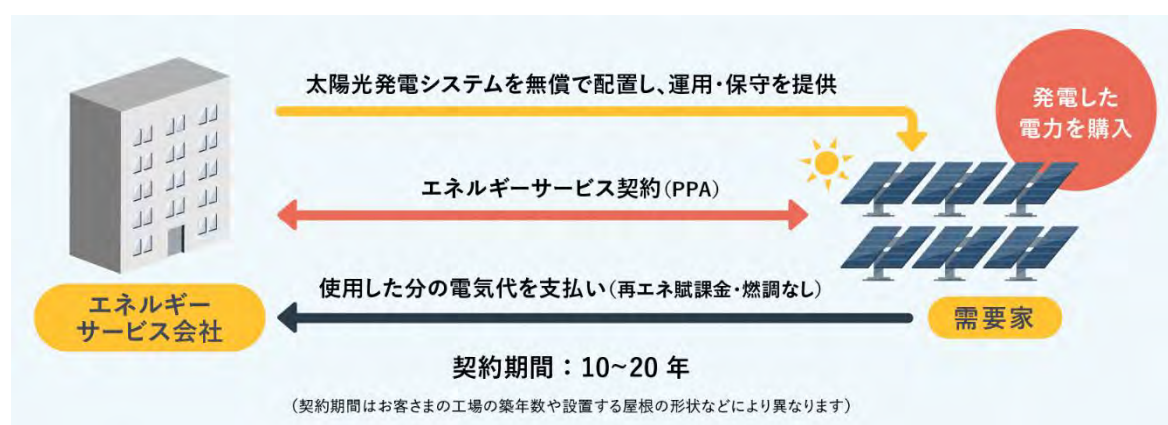 太陽光発電システムを無償で配置し、運用・保守を提供
発電した
電力を購入
エネルギーサービス契約(PPA)
使用した分の電気代を支払い(再エネ賦課金・燃調なし)
エネルギー
サービス会社
需要家
契約期間：10~20 年
(契約期間はお客さまの工場の築年数や設置する屋根の形状などにより異なります)